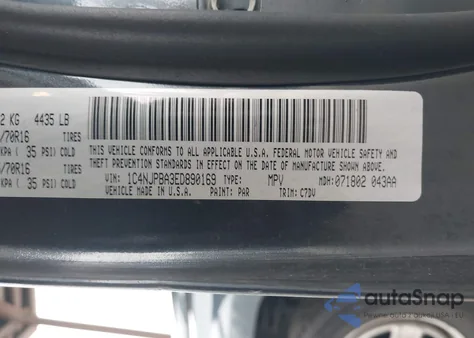 2 KG 4435 LB
/70R16 TIRES
KPA ( 35 PSI) COLD
/70R16 TIRES
KPA ( 35 PSI) COLD
THIS VEHICLE CONFORMS TO ALL APPLICABLE U.S.A. FEDERAL MOTOR VEHICLE SAFETY AND
THEFT PREVENTION STANDARDS IN EFFECT ON THE DATE OF MANUFACTURE SHOWN ABOVE.
VIN: 1C4NJPBA3ED890169 TYPE: MPV MDH: 071802 043AA
VEHICLE MADE IN U.S.A. PAINT: PAR TRIM: C7DV
autoSnap